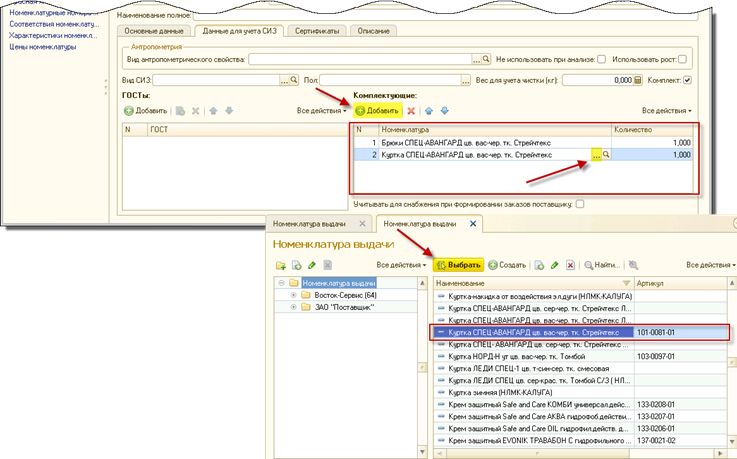 Номенклатурные
Соответствия номенклату...
Характеристики номенкл...
Цены номенклатуры
Наименование полное:
Основные данные
Данные для учета СИЗ
Сертификаты
Описание
Антропометрия
Вид антропометрического свойства:
Не использовать при анализе:
Использовать рост:
Вид СИЗ:
Пол:
Вес для учета чистки (кг):
0,000
Комплект:
ГОСТы:
Комплектующие:
Добавить
Все действия
Добавить
Все действия
N ГОСТ
N Номенклатура Количество
1 Брюки СПЕЦ-АВАНГАРД цв. вас-чер. тк. Стрейчтекс 1,000
2 Куртка СПЕЦ-АВАНГАРД цв. вас-чер. тк. Стрейчтекс ... 1,000
Учитывать для снабжения при формировании заказов поставщику:
Номенклатура выдачи
Номенклатура выдачи
Номенклатура выдачи
Все действия
Выбрать
Создать
Найти...
Все действия
Номенклатура выдачи
Восток-Сервис (64)
ЗАО "Поставщик"
Наименование Артикул
Куртка-накидка от воздействия эл.дуги (НЛМК-КАЛУГА)
Куртка СПЕЦ-АВАНГАРД цв. сер-чер. тк. Стрейчтекс Л...
Куртка СПЕЦ-АВАНГАРД цв. вас-чер. тк. Стрейчтекс Л...
Куртка СПЕЦ-АВАНГАРД цв. вас-чер. тк. Стрейчтекс 101-0081-01
Куртка СПЕЦ- АВАНГАРД цв. сер-чер. тк. Стрейчтекс ...
Куртка НОРД-Н ут цв. вас-чер. тк. Томбой 103-0097-01
Куртка ЛЕДИ СПЕЦ-1 цв. т-син-сер. тк. смесовая
Куртка ЛЕДИ СПЕЦ цв. сер-крас. тк. Томбой С/З ( НЛ...
Куртка зимняя (НЛМК-КАЛУГА)
Крем защитный Safe and Care КОМБИ универсал.дейс... 133-0208-01
Крем защитный Safe and Care АКВА гидрофоб.действи... 133-0207-01
Крем защитный Safe and Care ОИЛ гидрофил.действ. д... 133-0206-01
Крем защитный EVONIK ТРАВАБОН С гидрофильного ... 137-0021-02